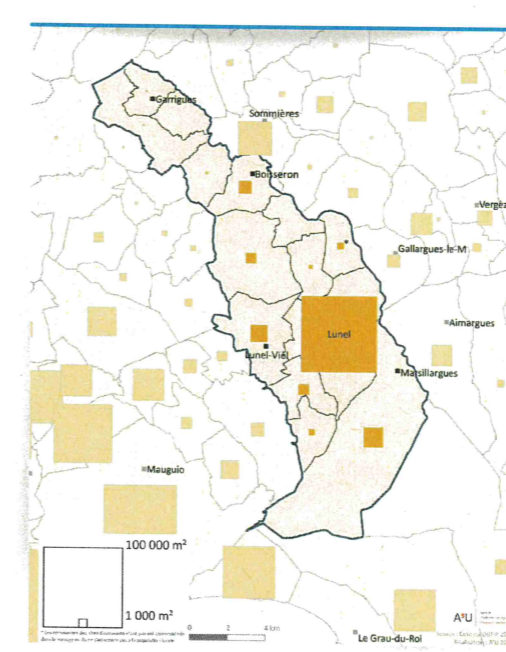 Garrigues
Sommières
Boisseron
Vergèz
Gallargues-le-M
Lunel
Aimargues
Lunel-Viel
Marsillargues
Mauguio
100 000 m²
1 000 m²
0 2 4 km
Le Grau-du-Roi
A'U